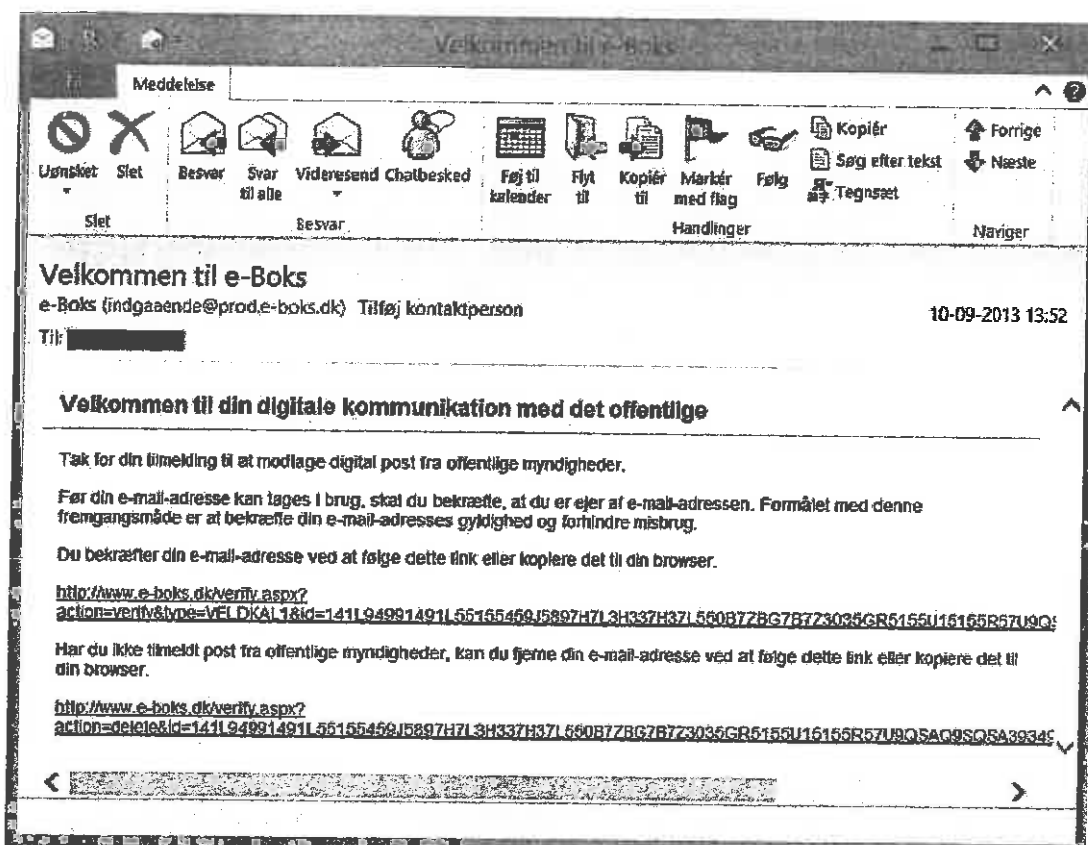 Velkommen til e-Boks
Meddelelse
Uønsket Slet Besvar Svar til alle Videresend Chatbesked Føj til kalender Flyt til Kopiér til Markér med flag Følg Kopiér Søg efter tekst Tegnsæt Forrige Næste
Slet Besvar Handlinger Naviger
Velkommen til e-Boks
e-Boks (indgaaende@prod.e-boks.dk) Tilføj kontaktperson
10-09-2013 13:52
Til:
Velkommen til din digitale kommunikation med det offentlige
Tak for din tilmelding til at modtage digital post fra offentlige myndigheder.
Før din e-mail-adresse kan tages i brug, skal du bekræfte, at du er ejer af e-mail-adressen. Formålet med denne
fremgangsmåde er at bekræfte din e-mail-adresses gyldighed og forhindre misbrug.
Du bekræfter din e-mail-adresse ved at følge dette link eller kopiere det til din browser.
http://www.e-boks.dk/verify.aspx?
Har du ikke tilmeldt post fra offentlige myndigheder, kan du fjerne din e-mail-adresse ved at følge dette link eller kopiere det til
din browser.
http://www.e-boks.dk/verify.aspx?